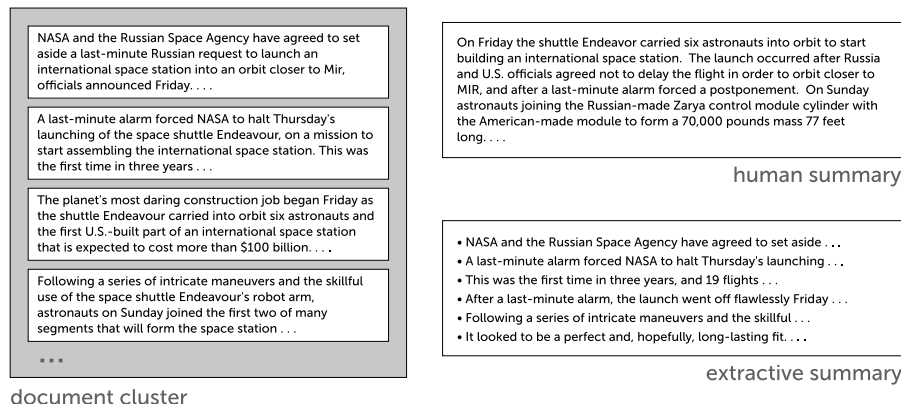 NASA and the Russian Space Agency have agreed to set
aside a last-minute Russian request to launch an
international space station into an orbit closer to Mir,
officials announced Friday. . . .
A last-minute alarm forced NASA to halt Thursday's
launching of the space shuttle Endeavour, on a mission to
start assembling the international space station. This was
the first time in three years . . .
The planet's most daring construction job began Friday as
the shuttle Endeavour carried into orbit six astronauts and
the first U.S.-built part of an international space station
that is expected to cost more than $100 billion. . . .
Following a series of intricate maneuvers and the skillful
use of the space shuttle Endeavour's robot arm,
astronauts on Sunday joined the first two of many
segments that will form the space station . . .
...
document cluster
On Friday the shuttle Endeavor carried six astronauts into orbit to start
building an international space station. The launch occurred after Russia
and U.S. officials agreed not to delay the flight in order to orbit closer to
MIR, and after a last-minute alarm forced a postponement. On Sunday
astronauts joining the Russian-made Zarya control module cylinder with
the American-made module to form a 70,000 pounds mass 77 feet
long. . . .
human summary
• NASA and the Russian Space Agency have agreed to set aside . . .
• A last-minute alarm forced NASA to halt Thursday's launching . . .
• This was the first time in three years, and 19 flights . . .
• After a last-minute alarm, the launch went off flawlessly Friday . . .
• Following a series of intricate maneuvers and the skillful . . .
• It looked to be a perfect and, hopefully, long-lasting fit. . . .
extractive summary